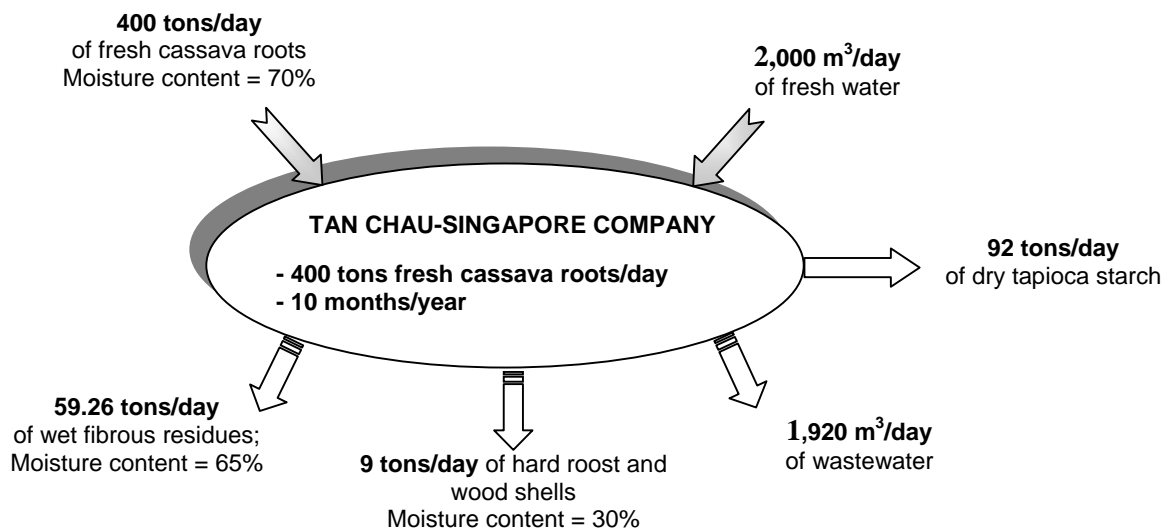 400 tons/day
of fresh cassava roots
Moisture content = 70%
2,000 m³/day
of fresh water
TAN CHAU-SINGAPORE COMPANY
- 400 tons fresh cassava roots/day
- 10 months/year
92 tons/day
of dry tapioca starch
59.26 tons/day
of wet fibrous residues;
Moisture content = 65%
9 tons/day of hard roost and
wood shells
Moisture content = 30%
1,920 m³/day
of wastewater